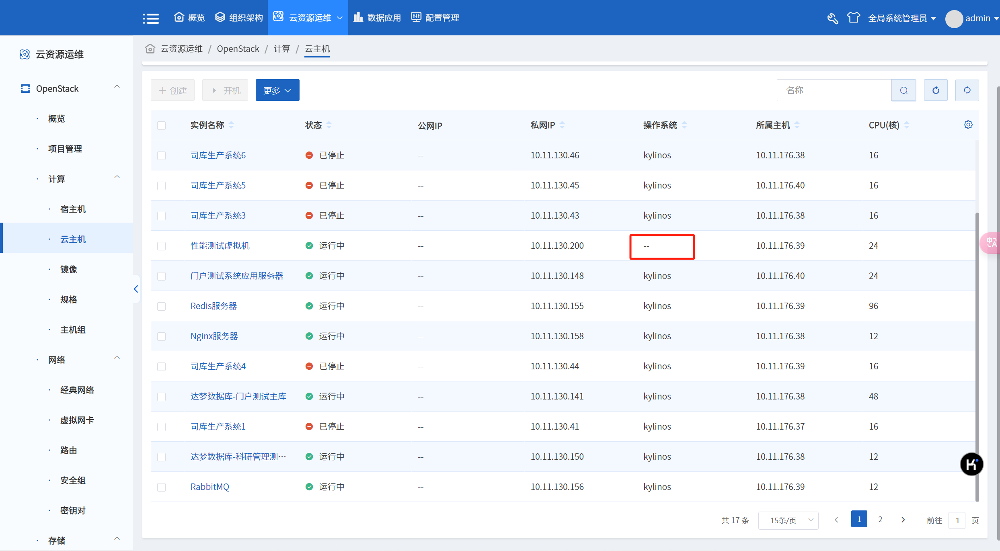 概览 组织架构 云资源运维 数据应用 配置管理 全局系统管理员 admin
云资源运维
OpenStack
概览
项目管理
计算
宿主机
云主机
镜像
规格
主机组
网络
经典网络
虚拟网卡
路由
安全组
密钥对
存储
云资源运维 / OpenStack / 计算 / 云主机
+ 创建 开机 更多 名称
实例名称 状态 公网IP 私网IP 操作系统 所属主机 CPU(核)
司库生产系统6 已停止 -- 10.11.130.46 kylinos 10.11.176.38 16
司库生产系统5 已停止 -- 10.11.130.45 kylinos 10.11.176.40 16
司库生产系统3 已停止 -- 10.11.130.43 kylinos 10.11.176.38 16
性能测试虚拟机 运行中 -- 10.11.130.200 -- 10.11.176.39 24
门户测试系统应用服务器 运行中 -- 10.11.130.148 kylinos 10.11.176.40 24
Redis服务器 运行中 -- 10.11.130.155 kylinos 10.11.176.39 96
Nginx服务器 运行中 -- 10.11.130.158 kylinos 10.11.176.38 12
司库生产系统4 已停止 -- 10.11.130.44 kylinos 10.11.176.39 16
达梦数据库-门户测试主库 运行中 -- 10.11.130.141 kylinos 10.11.176.38 48
司库生产系统1 已停止 -- 10.11.130.41 kylinos 10.11.176.37 16
达梦数据库-科研管理测… 运行中 -- 10.11.130.150 kylinos 10.11.176.38 12
RabbitMQ 运行中 -- 10.11.130.156 kylinos 10.11.176.39 12
共 17 条 15条/页 1 2 前往 1 页
中A
K